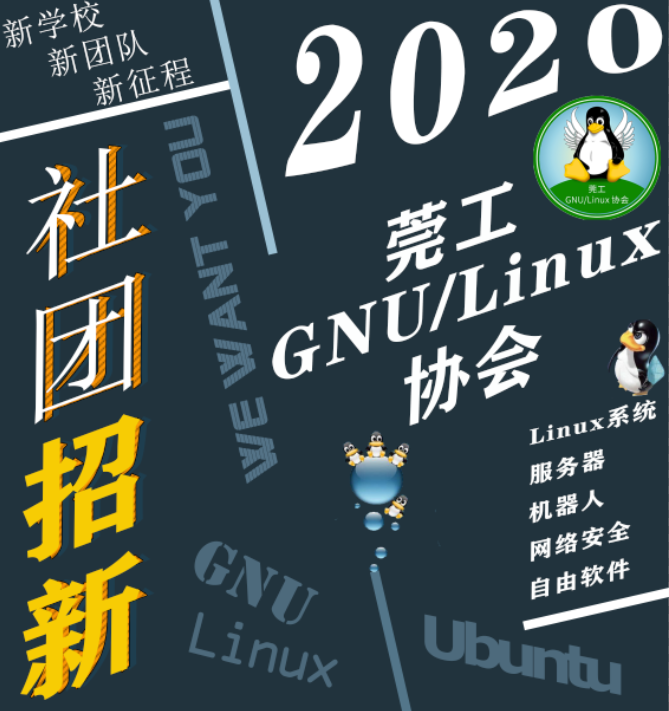 新学校
新团队
新征程
2020
莞工
GNU/Linux 协会
社团招新
WE WANT YOU
莞工
GNU/Linux
协会
Linux系统
服务器
机器人
网络安全
自由软件
GNU
Linux
Ubuntu